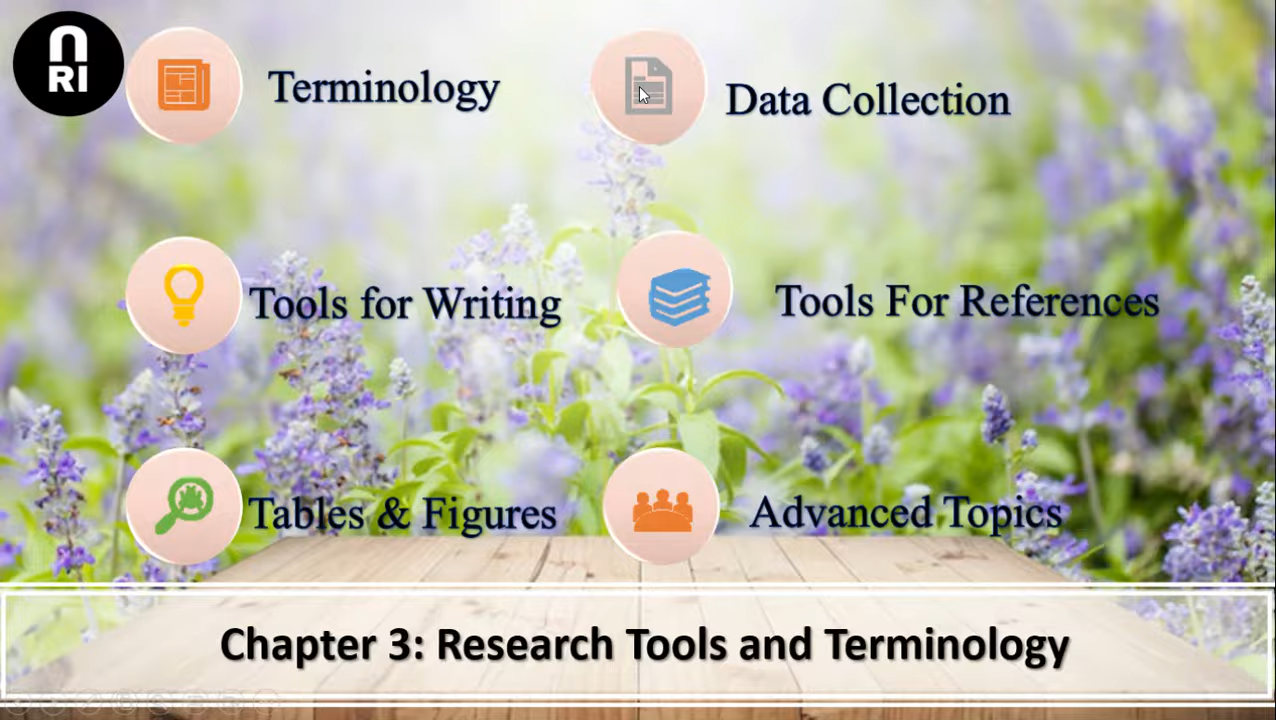 RI
Terminology
Data Collection
Tools for Writing
Tools For References
Tables & Figures
Advanced Topics
Chapter 3: Research Tools and Terminology